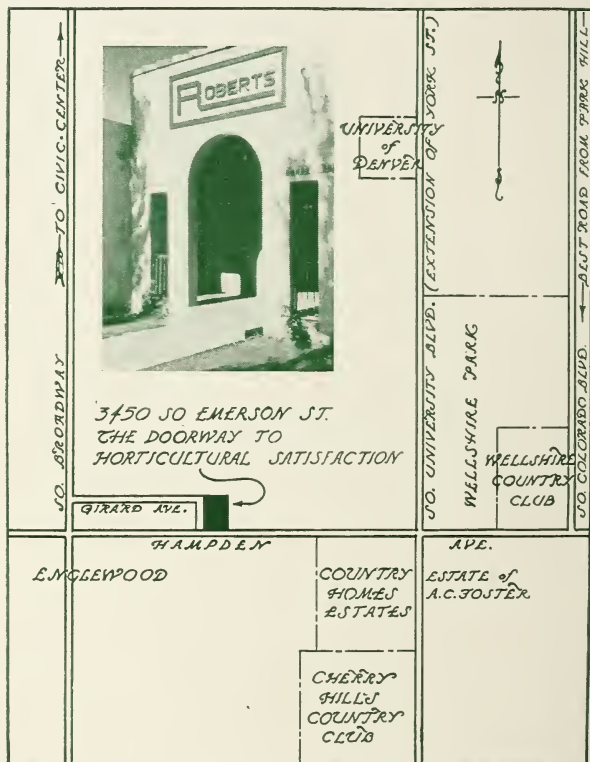 SO. BROADWAY
TO CIVIC-CENTER
ROBERTS
UNIVERSITY
of
DENVER
SO. UNIVERSITY BLVD. (EXTENSION OF YORK ST.)
SO. COLORADO BLVD.
BEST ROAD FROM PARK HILL
3450 SO EMERSON ST.
THE DOORWAY TO
HORTICULTURAL SATISFACTION
WELLSHIRE PARK
WELLSHIRE
COUNTRY
CLUB
GIRARD AVE.
HAMPDEN
AVE.
ENGLEWOOD
COUNTRY
HOMES
ESTATES
ESTATE of
A.C. FOSTER
CHERRY
HILLS
COUNTRY
CLUB